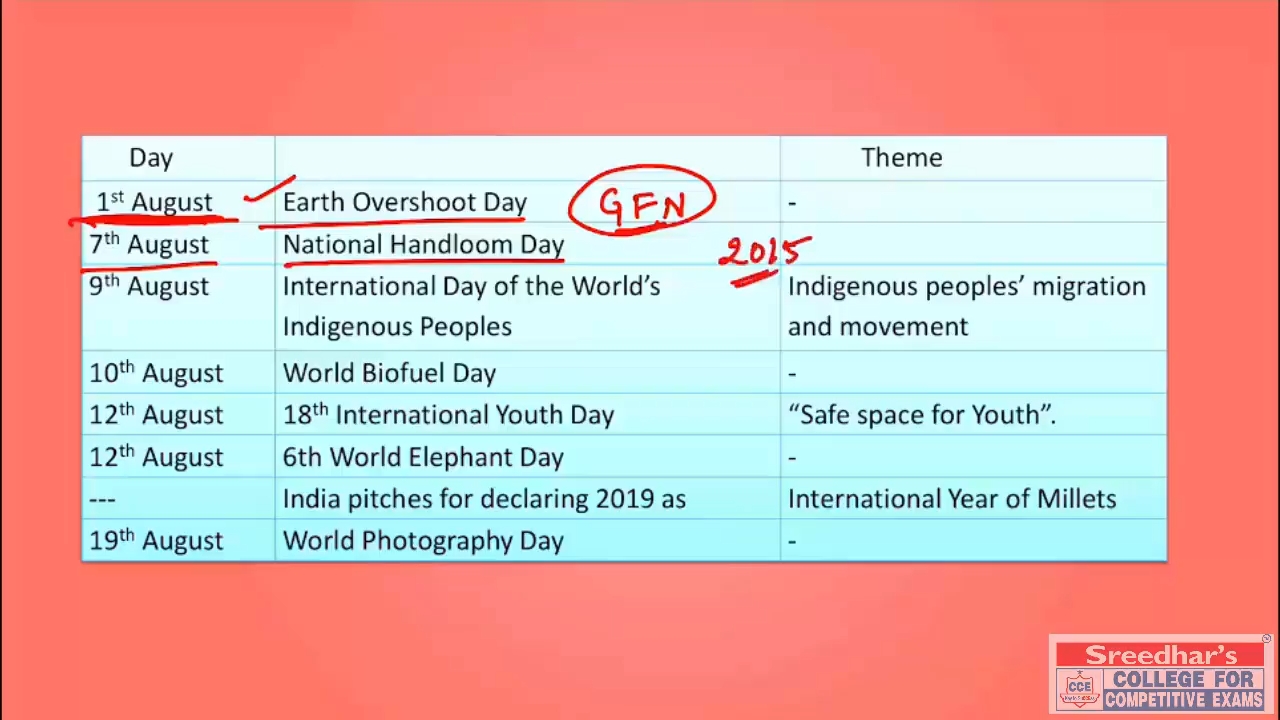 Day Theme
1st August Earth Overshoot Day GFN -
7th August National Handloom Day 2015
9th August International Day of the World's Indigenous peoples' migration
Indigenous Peoples and movement
10th August World Biofuel Day -
12th August 18th International Youth Day “Safe space for Youth”.
12th August 6th World Elephant Day -
--- India pitches for declaring 2019 as International Year of Millets
19th August World Photography Day -
Sreedhar's
CCE COLLEGE FOR
COMPETITIVE EXAMS